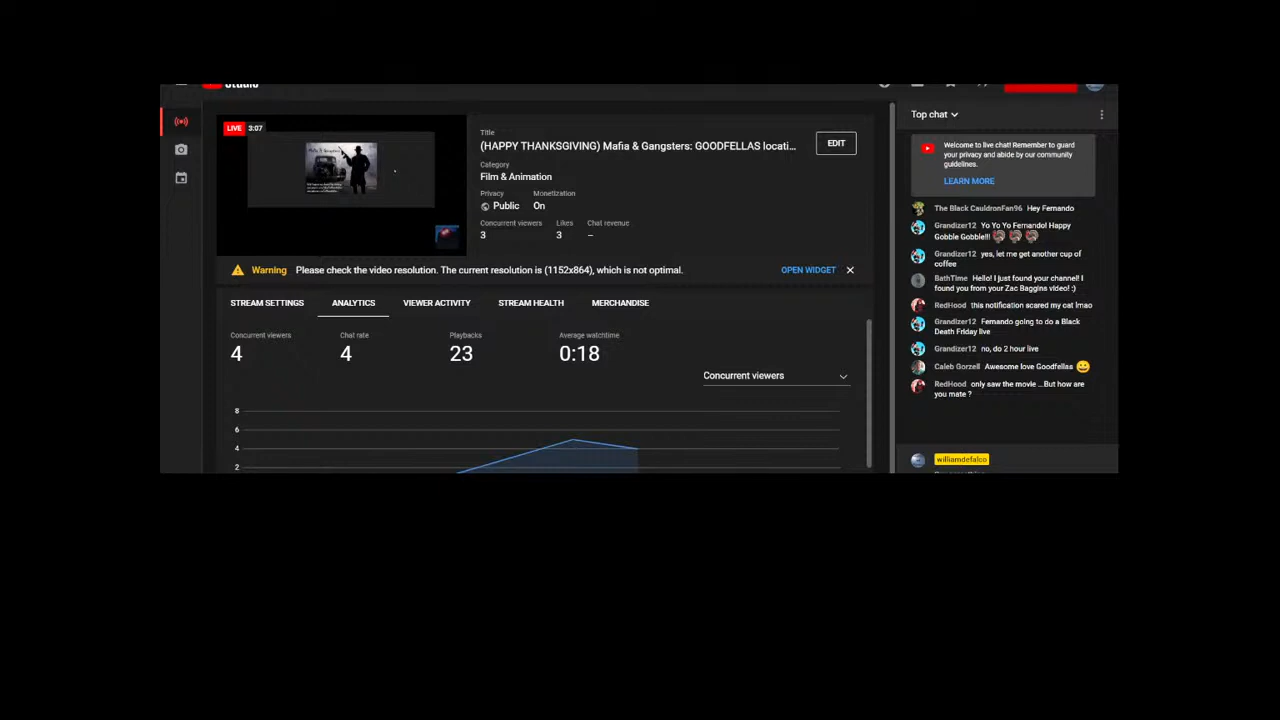 Studio
LIVE 3:07
Mafia & Gangsters
Title
(HAPPY THANKSGIVING) Mafia & Gangsters: GOODFELLAS locati...
EDIT
Category
Film & Animation
Privacy Monetization
Public On
Concurrent viewers Likes Chat revenue
3 3 –
Warning Please check the video resolution. The current resolution is (1152x864), which is not optimal.
OPEN WIDGET
STREAM SETTINGS ANALYTICS VIEWER ACTIVITY STREAM HEALTH MERCHANDISE
Concurrent viewers Chat rate Playbacks Average watchtime
4 4 23 0:18
Concurrent viewers
8
6
4
2
Top chat
Welcome to live chat! Remember to guard
your privacy and abide by our community
guidelines.
LEARN MORE
The Black CauldronFan96 Hey Fernando
Grandizer12 Yo Yo Yo Fernando! Happy
Gobble Gobble!!!
Grandizer12 yes, let me get another cup of
coffee
BathTime Hello! I just found your channel! I
found you from your Zac Baggins video! :)
RedHood this notification scared my cat lmao
Grandizer12 Fernando going to do a Black
Death Friday live
Grandizer12 no, do 2 hour live
Caleb Gorzell Awesome love Goodfellas
RedHood only saw the movie ...But how are
you mate ?
williamdefalco